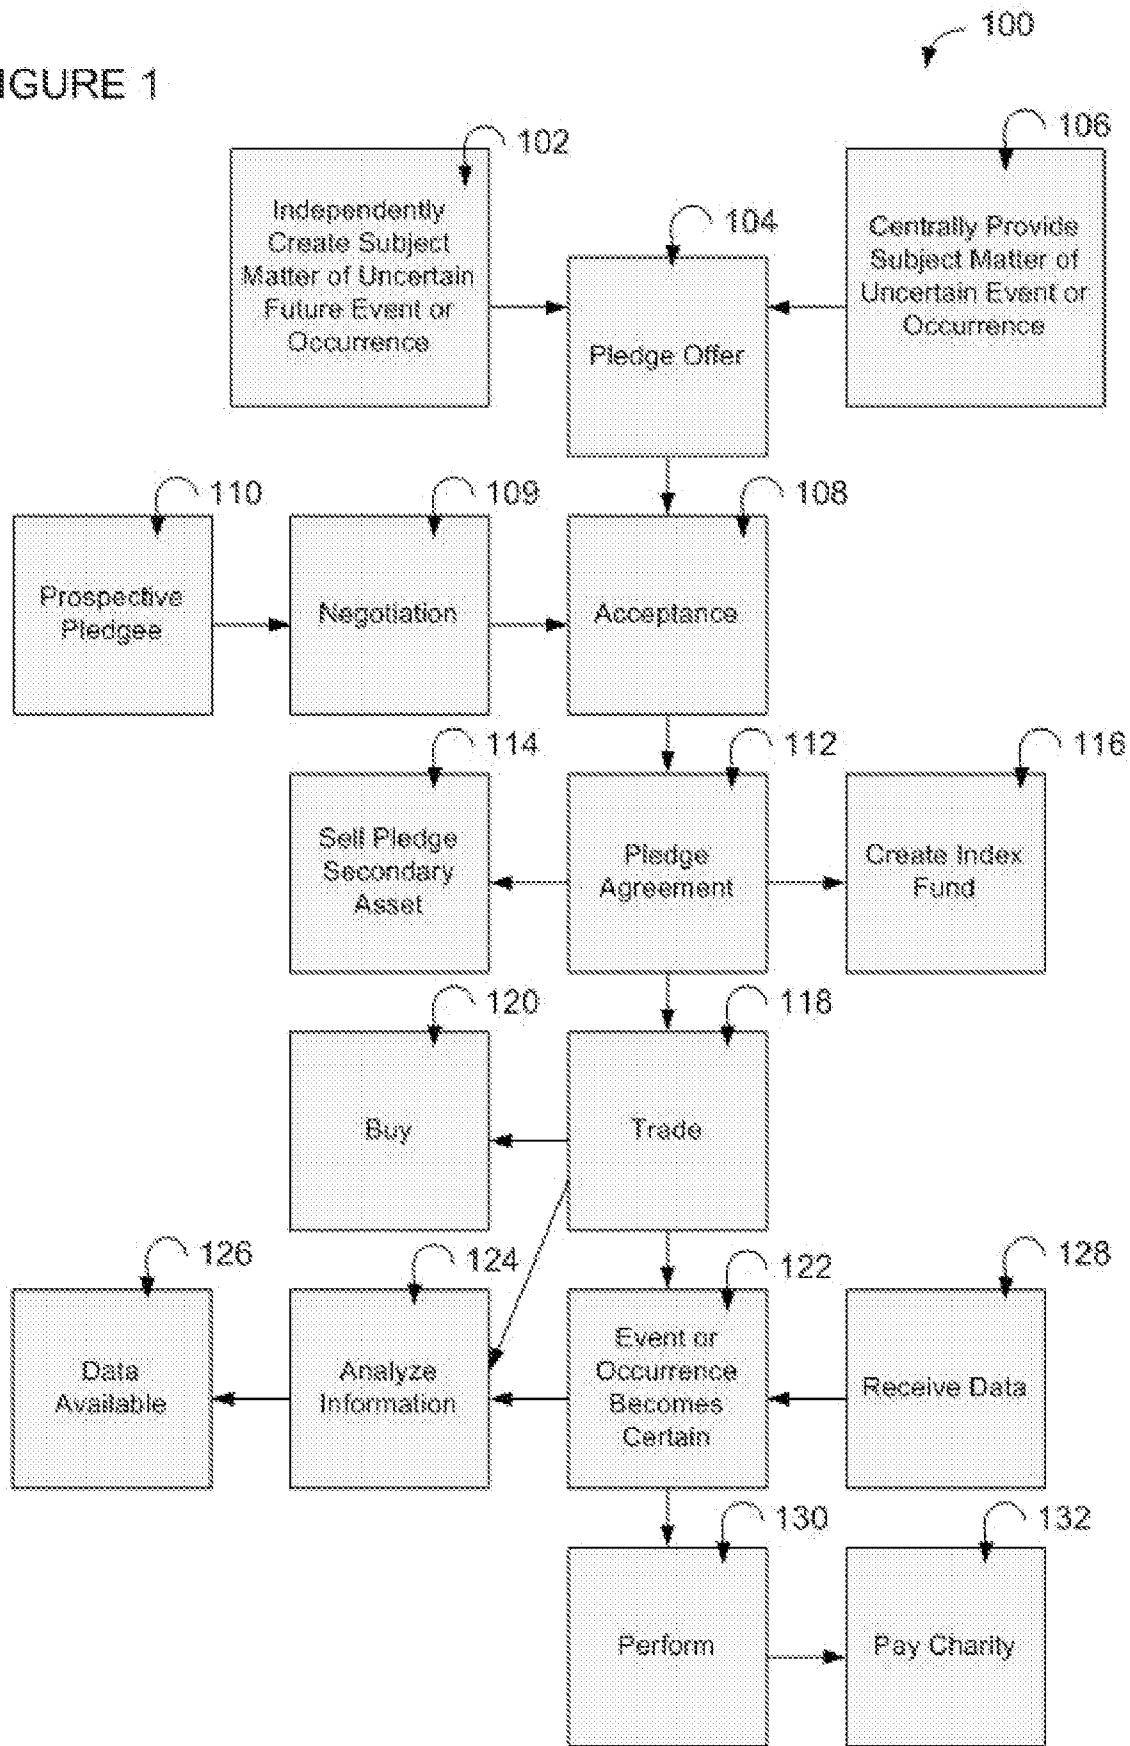 100
IGURE 1
102
106
Independently
Create Subject
Matter of Uncertain
Future Event or
Occurrence
104
Centrally Provide
Subject Matter of
Uncertain Event or
Occurrence
Pledge Offer
110
109
108
Prospective
Pledgee
Negotiation
Acceptance
114
112
116
Sell Pledge
Secondary
Asset
Pledge
Agreement
Create Index
Fund
120
118
Buy
Trade
126
124
122
128
Data
Available
Analyze
Information
Event or
Occurrence
Becomes
Certain
Receive Data
130
132
Perform
Pay Charity